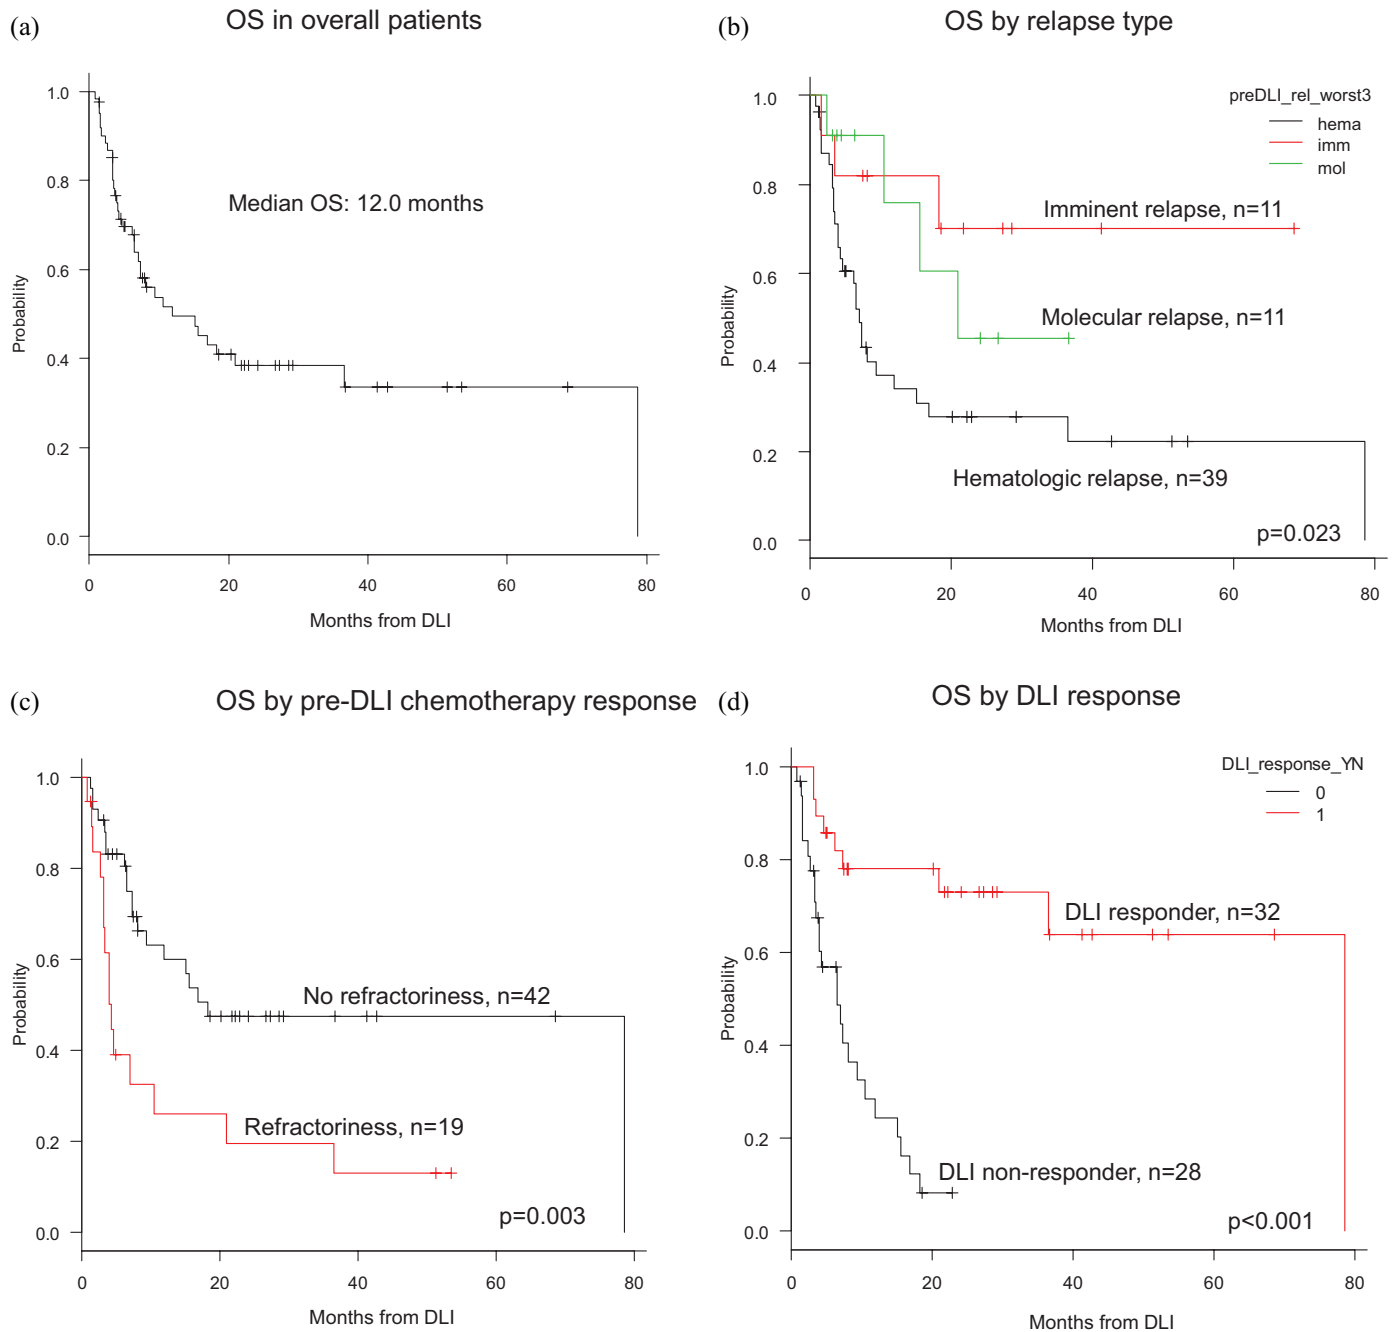 (a)
OS in overall patients
1.0
0.8
0.6
0.4
0.2
0.0
Probability
Median OS: 12.0 months
0 20 40 60 80
Months from DLI
(b)
OS by relapse type
1.0
0.8
0.6
0.4
0.2
0.0
Probability
preDLI_rel_worst3
hema
imm
mol
Imminent relapse, n=11
Molecular relapse, n=11
Hematologic relapse, n=39
p=0.023
0 20 40 60 80
Months from DLI
(c)
OS by pre-DLI chemotherapy response
1.0
0.8
0.6
0.4
0.2
0.0
Probability
No refractoriness, n=42
Refractoriness, n=19
p=0.003
0 20 40 60 80
Months from DLI
(d)
OS by DLI response
1.0
0.8
0.6
0.4
0.2
0.0
Probability
DLI_response_YN
0
1
DLI responder, n=32
DLI non-responder, n=28
p<0.001
0 20 40 60 80
Months from DLI